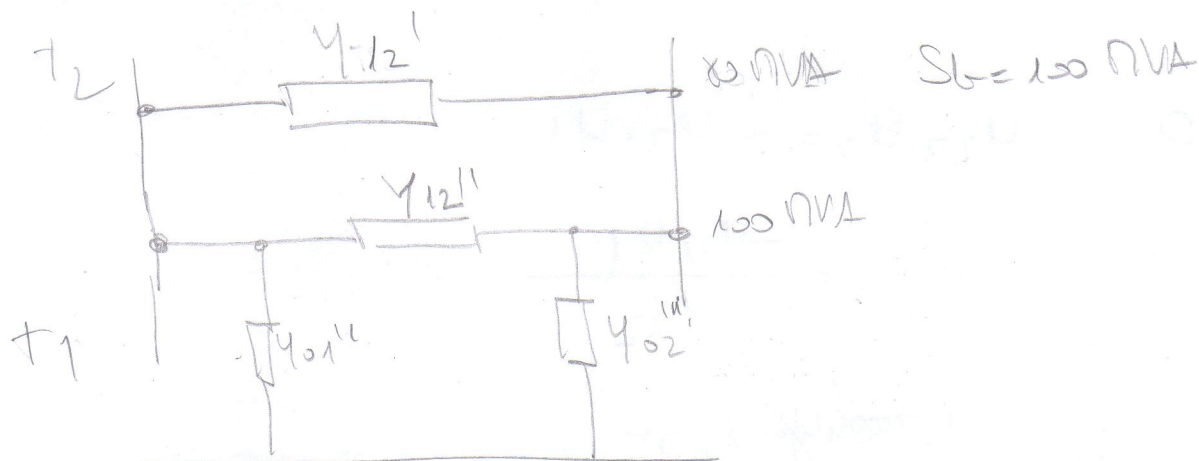 Y12'
t2
80 MVA Sb = 100 MVA
Y12''
100 MVA
t1
Y01''
Y02''